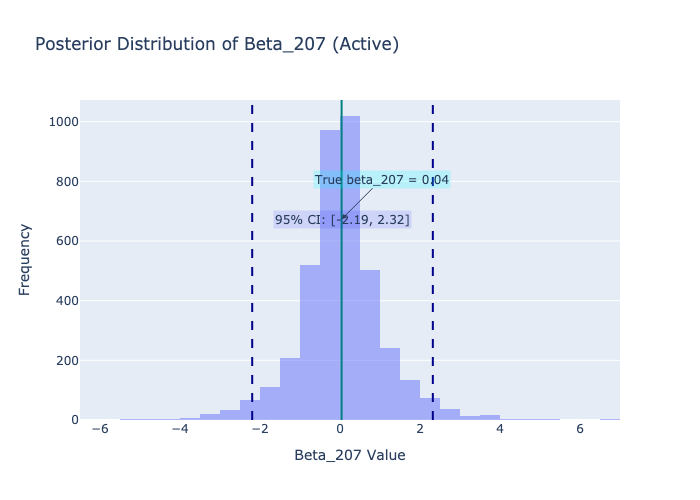 Posterior Distribution of Beta_207 (Active)
1000
800
600
400
200
0
True beta_207 = 0.04
95% CI: [-2.19, 2.32]
Frequency
−6
−4
−2
0
2
4
6
Beta_207 Value